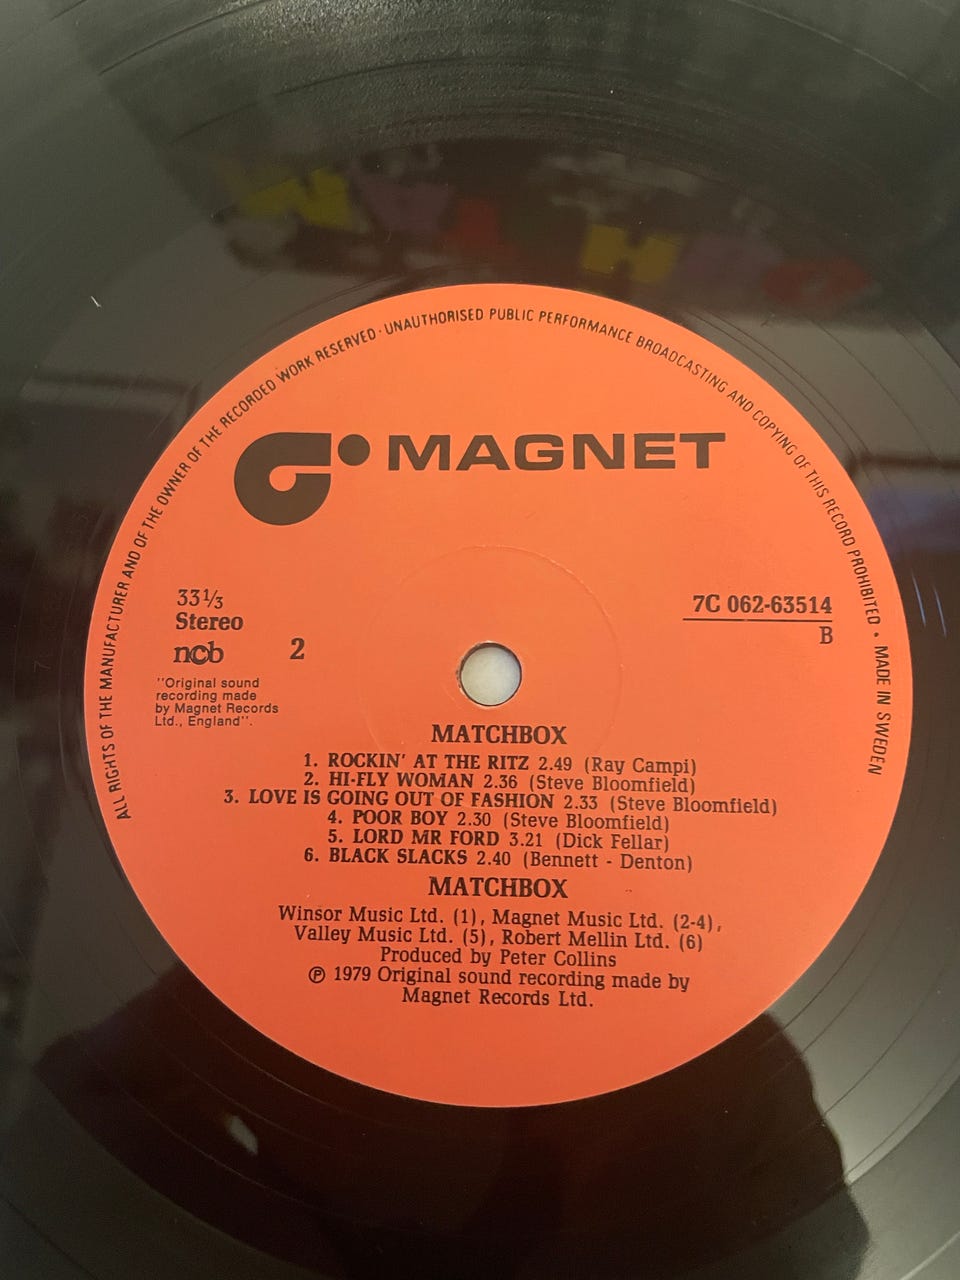 ALL RIGHTS OF THE MANUFACTURER AND OF THE OWNER OF THE RECORDED WORK RESERVED · UNAUTHORISED PUBLIC PERFORMANCE BROADCASTING AND COPYING OF THIS RECORD PROHIBITED • MADE IN SWEDEN
MAGNET
33⅓
Stereo
ncb
2
"Original sound
recording made
by Magnet Records
Ltd., England".
7C 062-63514
B
MATCHBOX
1. ROCKIN' AT THE RITZ 2.49 (Ray Campi)
2. HI-FLY WOMAN 2.36 (Steve Bloomfield)
3. LOVE IS GOING OUT OF FASHION 2.33 (Steve Bloomfield)
4. POOR BOY 2.30 (Steve Bloomfield)
5. LORD MR FORD 3.21 (Dick Fellar)
6. BLACK SLACKS 2.40 (Bennett - Denton)
MATCHBOX
Winsor Music Ltd. (1), Magnet Music Ltd. (2-4),
Valley Music Ltd. (5), Robert Mellin Ltd. (6)
Produced by Peter Collins
℗ 1979 Original sound recording made by
Magnet Records Ltd.